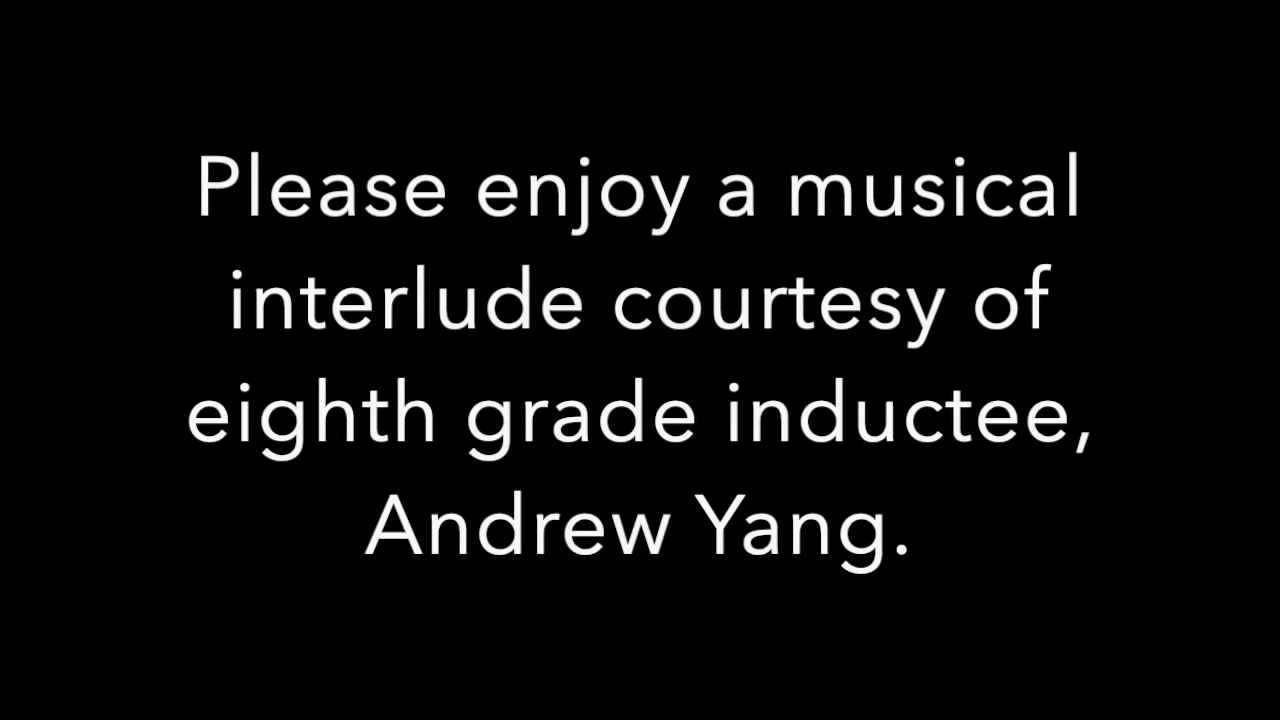 Please enjoy a musical
interlude courtesy of
eighth grade inductee,
Andrew Yang.